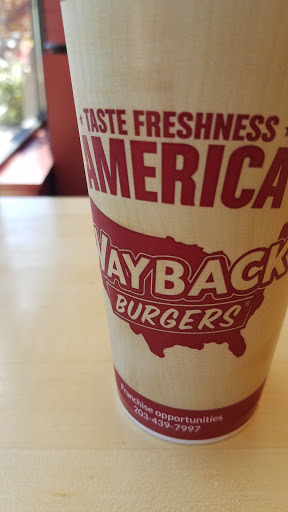 TASTE FRESHNESS
AMERICA
WAYBACK
BURGERS®
Franchise opportunities
203-439-7997